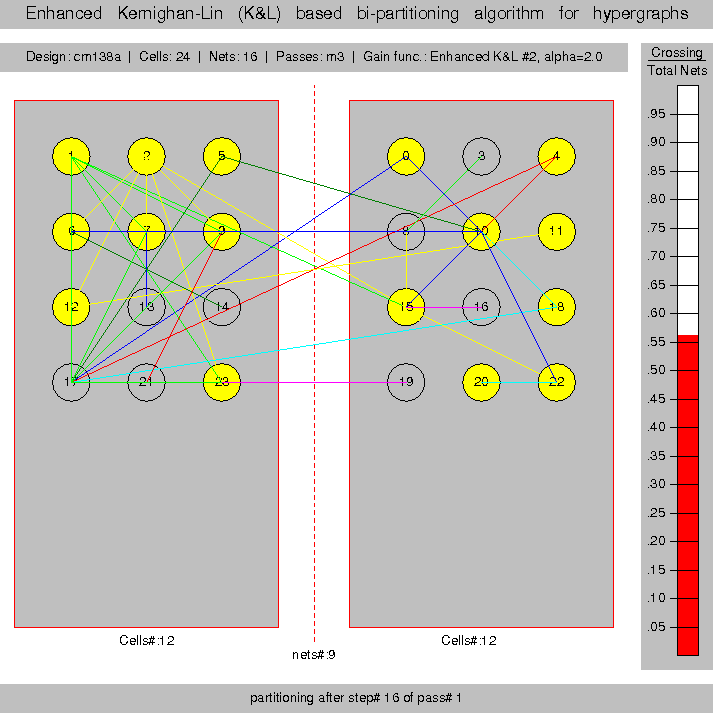 Enhanced Kernighan-Lin (K&L) based bi-partitioning algorithm for hypergraphs
Design: cm138a | Cells: 24 | Nets: 16 | Passes: m3 | Gain func.: Enhanced K&L #2, alpha=2.0
Crossing
Total Nets
1 2 5 0 3 4
6 7 9 8 10 11
12 13 14 15 16 18
17 21 23 19 20 22
.95
.90
.85
.80
.75
.70
.65
.60
.55
.50
.45
.40
.35
.30
.25
.20
.15
.10
.05
Cells#:12
Cells#:12
nets#:9
partitioning after step# 16 of pass# 1